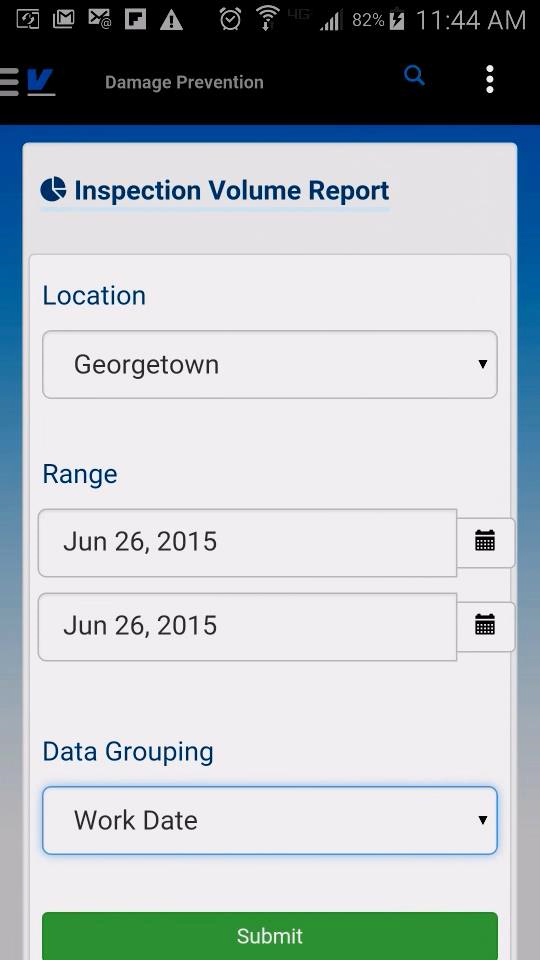 4G 82% 11:44 AM
V Damage Prevention
Inspection Volume Report
Location
Georgetown
Range
Jun 26, 2015
Jun 26, 2015
Data Grouping
Work Date
Submit